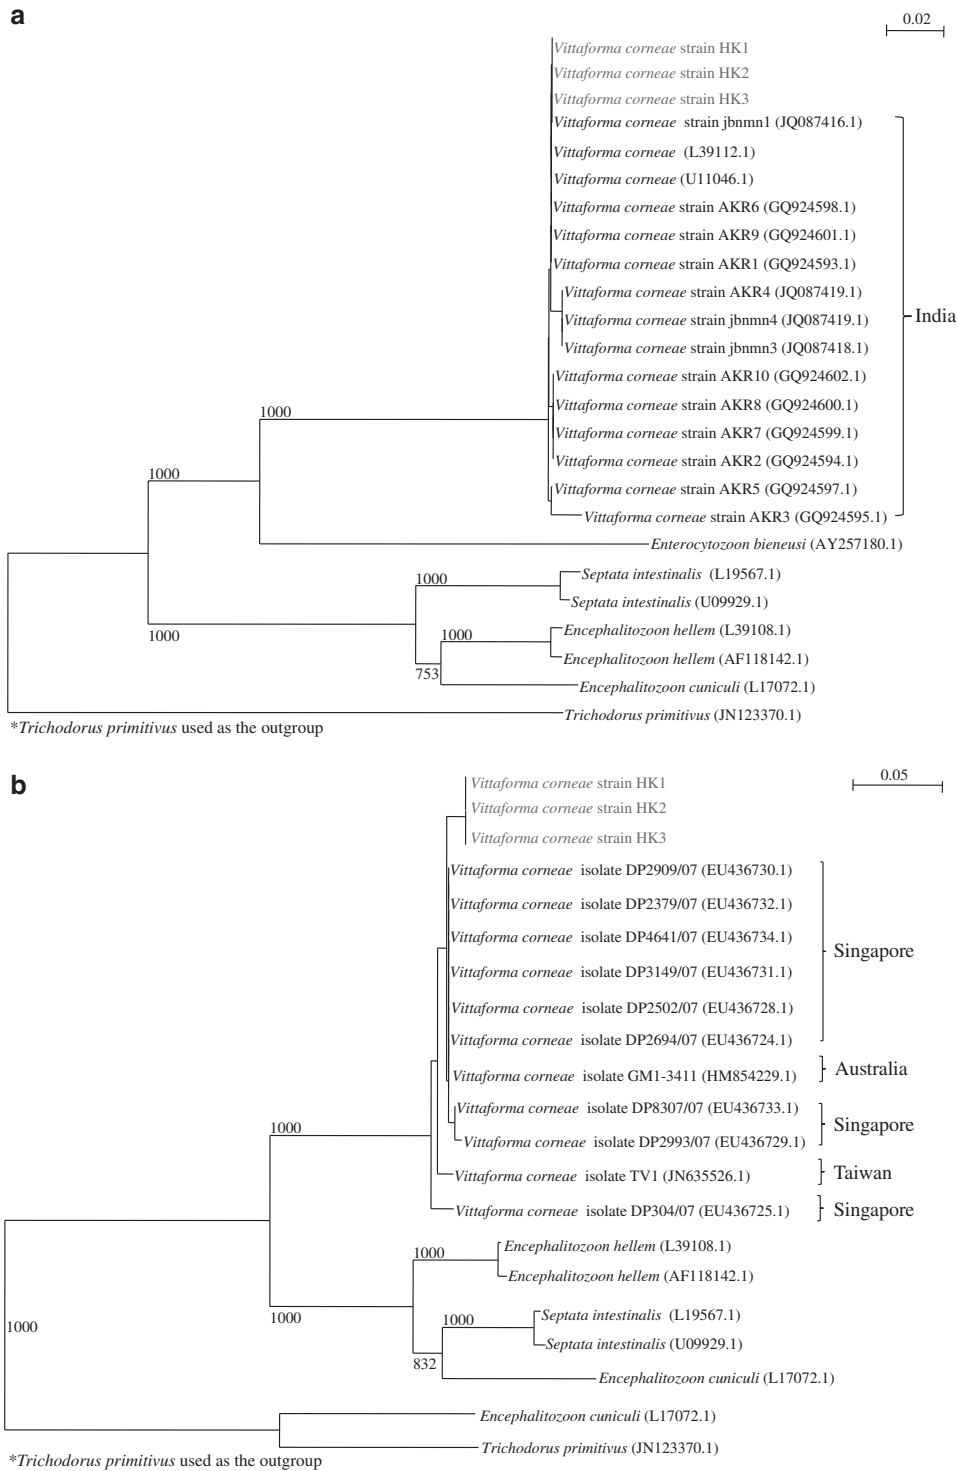 a
0.02
Vittaforma corneae strain HK1
Vittaforma corneae strain HK2
Vittaforma corneae strain HK3
Vittaforma corneae strain jbnmn1 (JQ087416.1)
Vittaforma corneae (L39112.1)
Vittaforma corneae (U11046.1)
Vittaforma corneae strain AKR6 (GQ924598.1)
Vittaforma corneae strain AKR9 (GQ924601.1)
Vittaforma corneae strain AKR1 (GQ924593.1)
Vittaforma corneae strain AKR4 (JQ087419.1)
Vittaforma corneae strain jbnmn4 (JQ087419.1)
India
Vittaforma corneae strain jbnmn3 (JQ087418.1)
Vittaforma corneae strain AKR10 (GQ924602.1)
Vittaforma corneae strain AKR8 (GQ924600.1)
1000
Vittaforma corneae strain AKR7 (GQ924599.1)
Vittaforma corneae strain AKR2 (GQ924594.1)
1000
Vittaforma corneae strain AKR5 (GQ924597.1)
Vittaforma corneae strain AKR3 (GQ924595.1)
Enterocytozoon bieneusi (AY257180.1)
1000
Septata intestinalis (L19567.1)
Septata intestinalis (U09929.1)
1000
1000
Encephalitozoon hellem (L39108.1)
Encephalitozoon hellem (AF118142.1)
753
Encephalitozoon cuniculi (L17072.1)
Trichodorus primitivus (JN123370.1)
*Trichodorus primitivus used as the outgroup
b
0.05
Vittaforma corneae strain HK1
Vittaforma corneae strain HK2
Vittaforma corneae strain HK3
Vittaforma corneae isolate DP2909/07 (EU436730.1)
Vittaforma corneae isolate DP2379/07 (EU436732.1)
Vittaforma corneae isolate DP4641/07 (EU436734.1)
Singapore
Vittaforma corneae isolate DP3149/07 (EU436731.1)
Vittaforma corneae isolate DP2502/07 (EU436728.1)
Vittaforma corneae isolate DP2694/07 (EU436724.1)
Vittaforma corneae isolate GM1-3411 (HM854229.1)
Australia
Vittaforma corneae isolate DP8307/07 (EU436733.1)
Singapore
1000
Vittaforma corneae isolate DP2993/07 (EU436729.1)
Vittaforma corneae isolate TV1 (JN635526.1)
Taiwan
Vittaforma corneae isolate DP304/07 (EU436725.1)
Singapore
1000
Encephalitozoon hellem (L39108.1)
Encephalitozoon hellem (AF118142.1)
1000
1000
1000
Septata intestinalis (L19567.1)
Septata intestinalis (U09929.1)
832
Encephalitozoon cuniculi (L17072.1)
Encephalitozoon cuniculi (L17072.1)
Trichodorus primitivus (JN123370.1)
*Trichodorus primitivus used as the outgroup